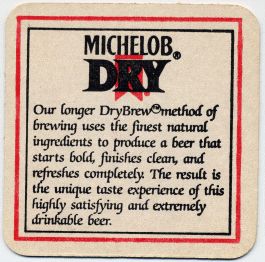 MICHELOB®
DRY®
Our longer DryBrew™ method of
brewing uses the finest natural
ingredients to produce a beer that
starts bold, finishes clean, and
refreshes completely. The result is
the unique taste experience of this
highly satisfying and extremely
drinkable beer.